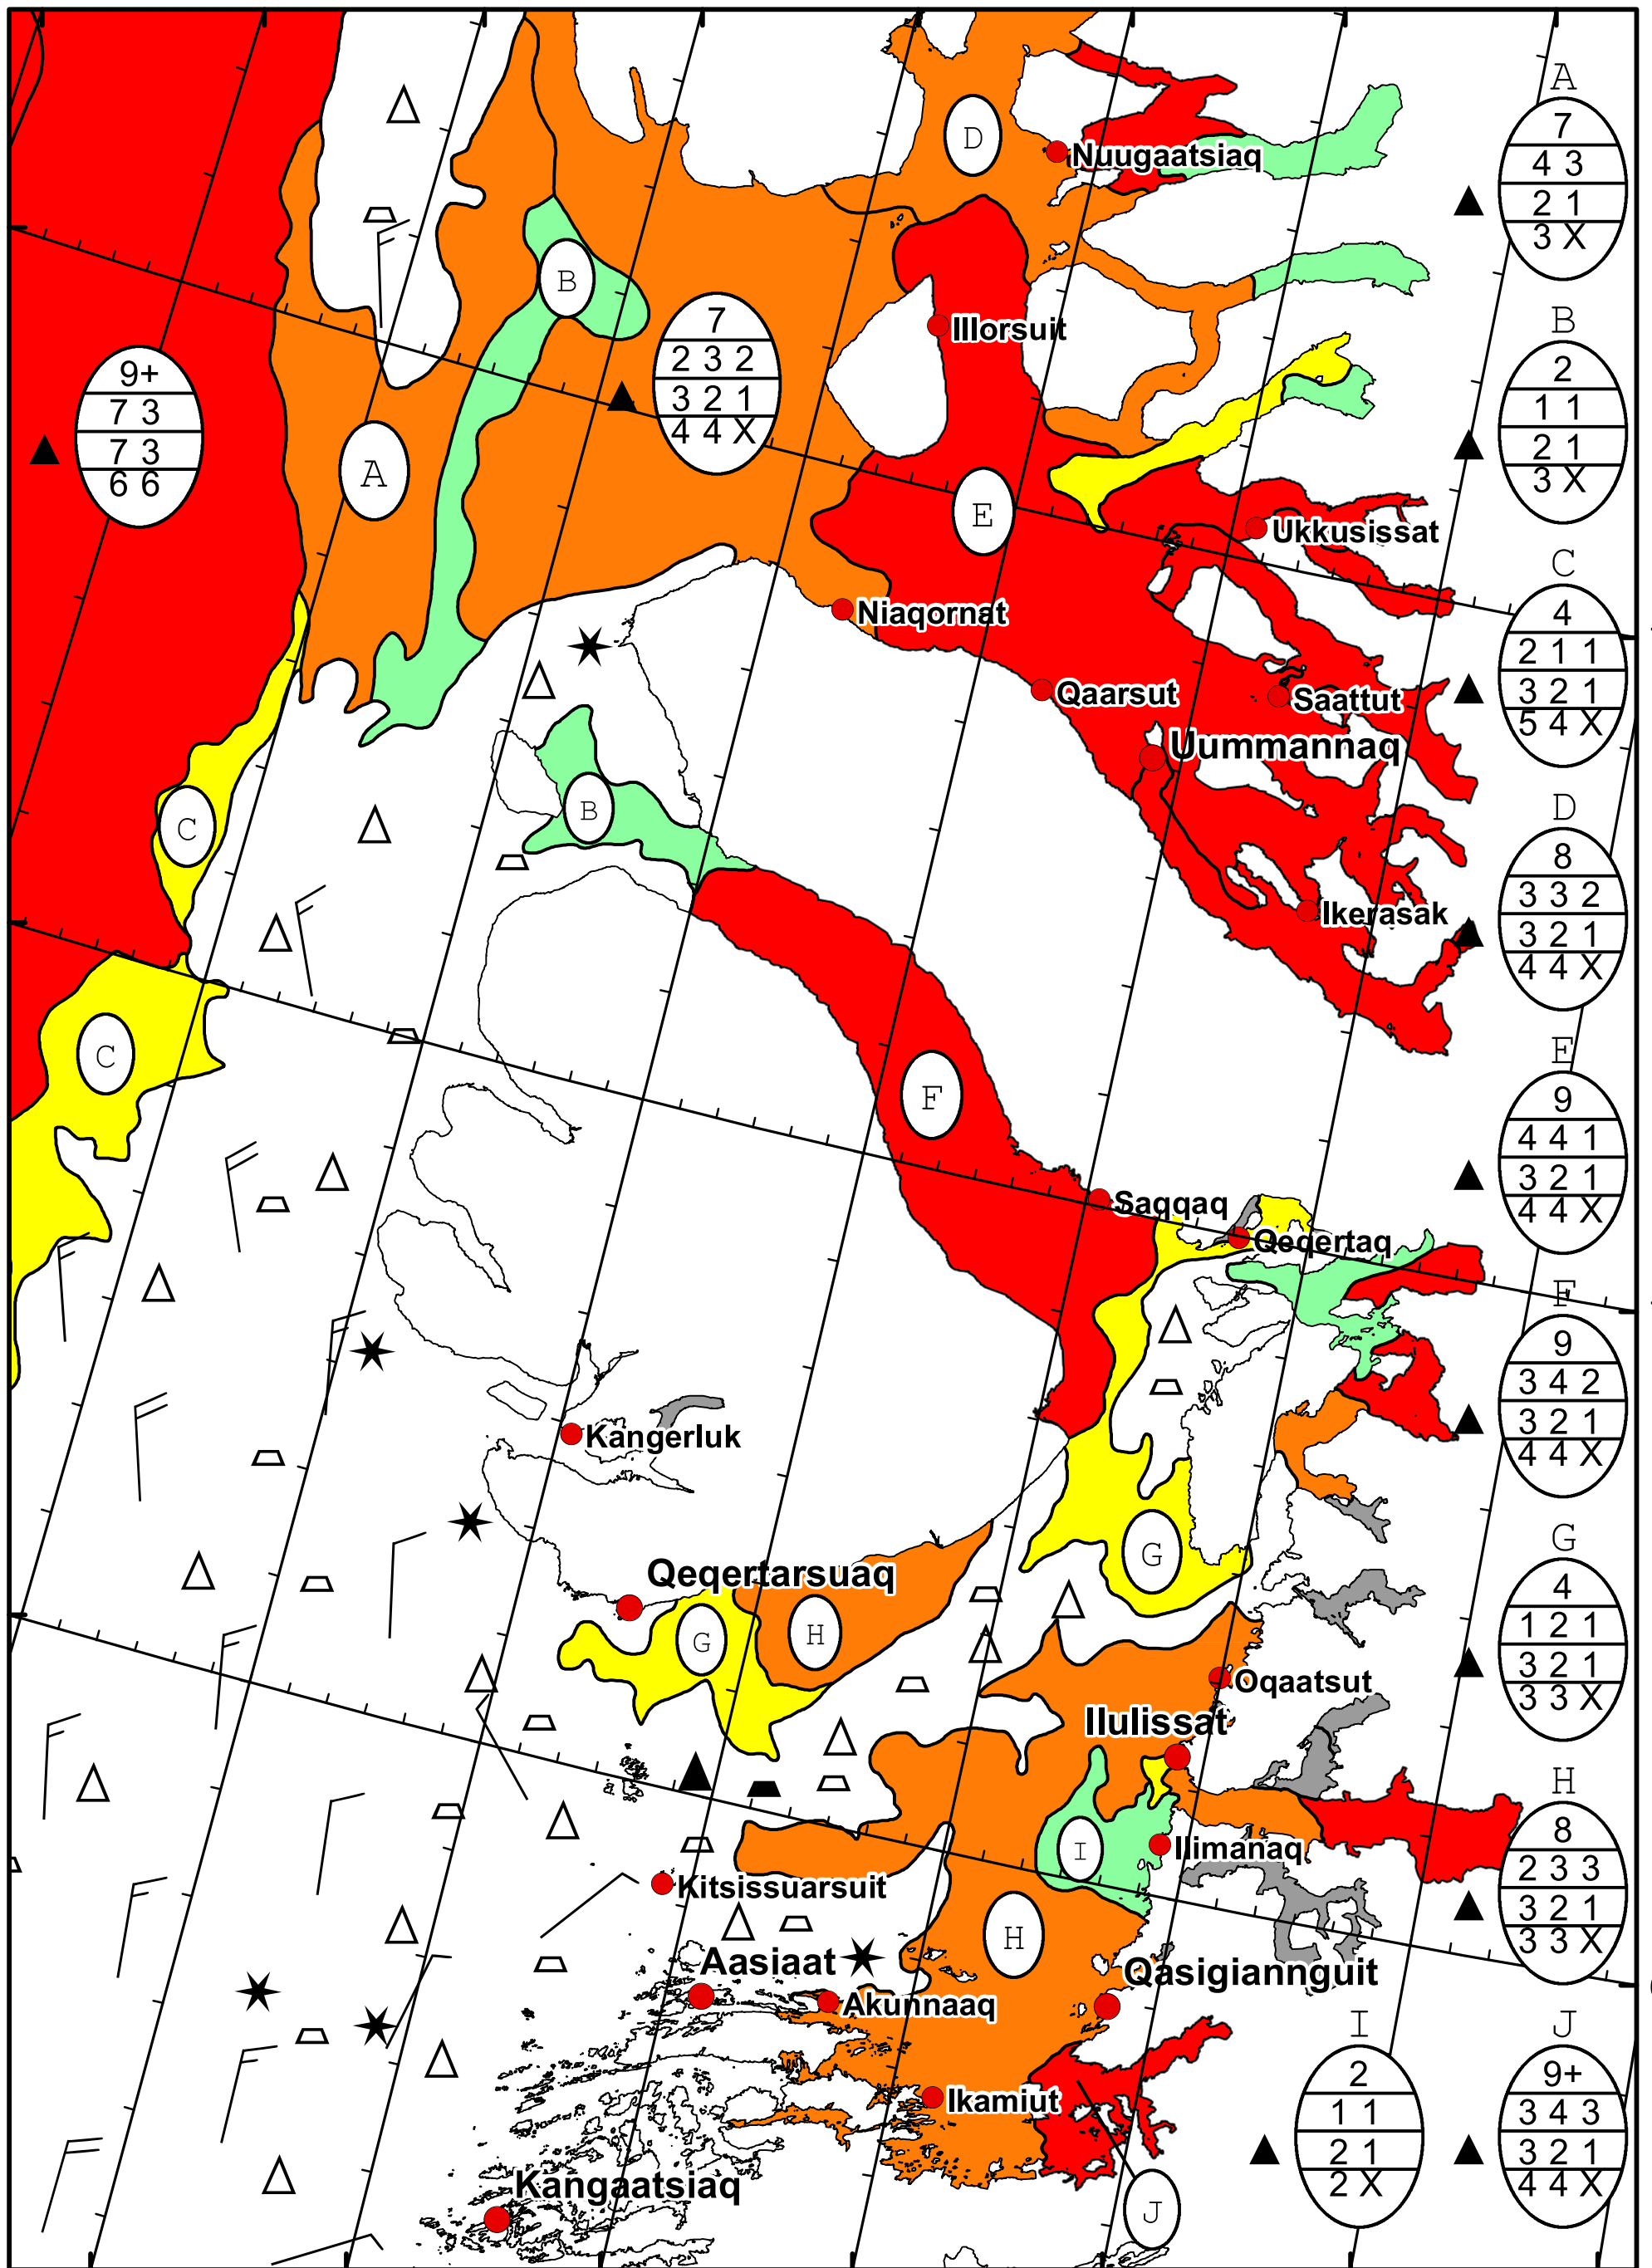 A
7
4 3
2 1
3 X
D
Nuugaatsiaq
B
7
2 3 2
3 2 1
4 4 X
Illorsuit
B
2
1 1
2 1
3 X
9+
7 3
7 3
6 6
A
E
Ukkusissat
C
4
2 1 1
3 2 1
5 4 X
Niaqornat
Qaarsut
Saattut
Uummannaq
C
B
D
8
3 3 2
3 2 1
4 4 X
Ikerasak
C
F
E
9
4 4 1
3 2 1
4 4 X
Saqqaq
Qeqertaq
F
9
3 4 2
3 2 1
4 4 X
Kangerluk
G
G
4
1 2 1
3 2 1
3 3 X
Qeqertarsuaq
G
H
Oqaatsut
Ilulissat
H
8
2 3 3
3 2 1
3 3 X
I
Ilimanaq
Kitsissuarsuit
H
Aasiaat
Qasigiannguit
Akunnaaq
Ikamiut
I
2
1 1
2 1
2 X
J
9+
3 4 3
3 2 1
4 4 X
Kangaatsiaq
J